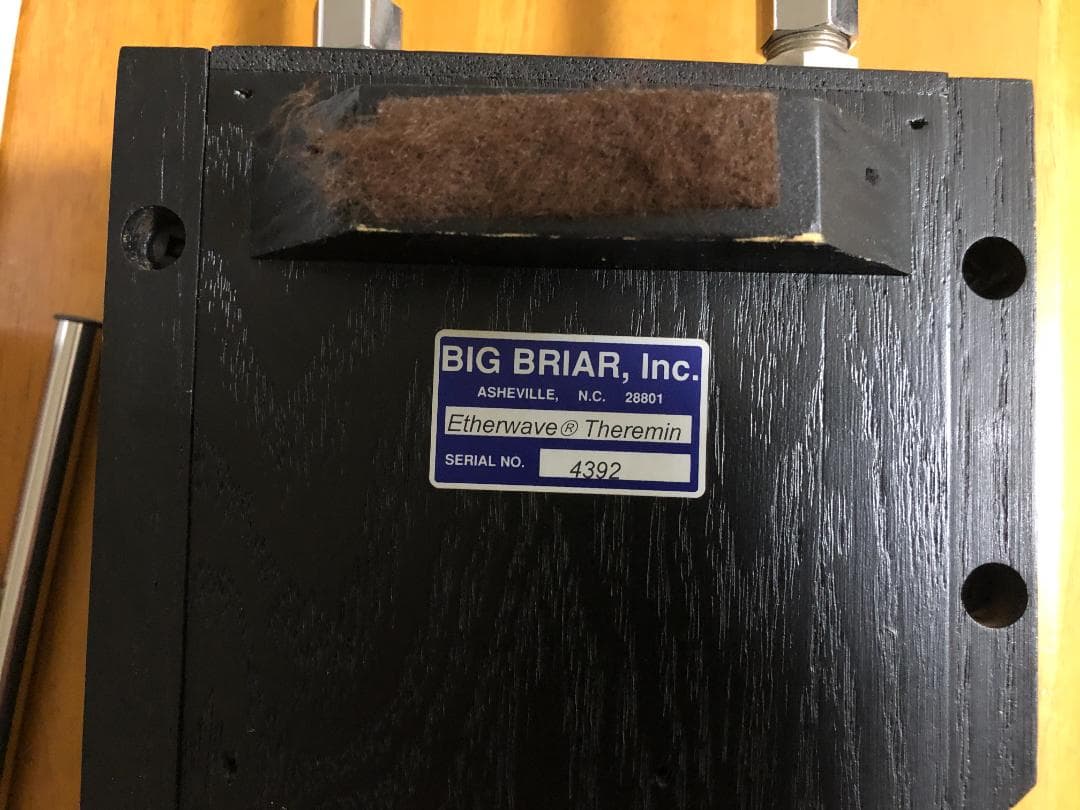 BIG BRIAR, Inc.
ASHEVILLE, N.C. 28801
Etherwave® Theremin
SERIAL NO. 4392